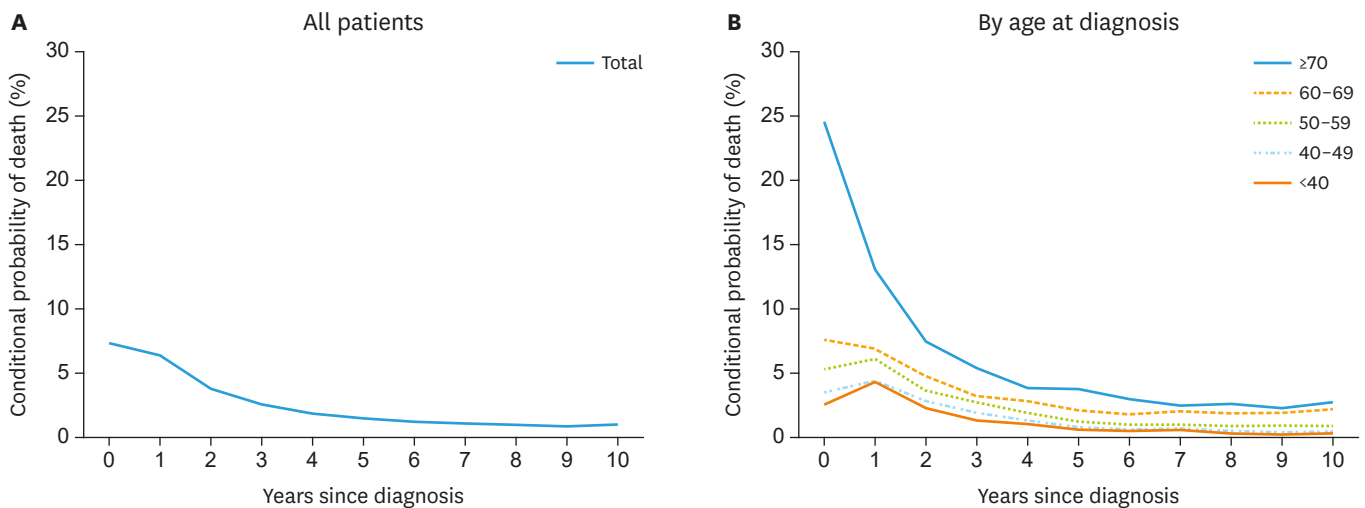 A
All patients
Conditional probability of death (%)
30
25
20
15
10
5
0
0 1 2 3 4 5 6 7 8 9 10
Years since diagnosis
Total
B
By age at diagnosis
Conditional probability of death (%)
30
25
20
15
10
5
0
0 1 2 3 4 5 6 7 8 9 10
Years since diagnosis
≥70
60–69
50–59
40–49
<40